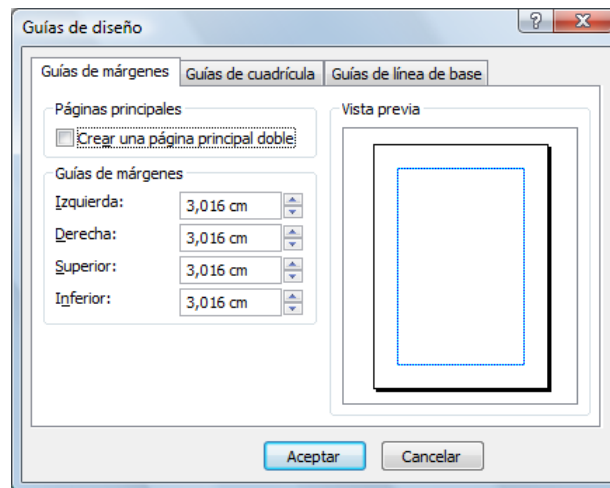 Guías de diseño
Guías de márgenes Guías de cuadrícula Guías de línea de base
Páginas principales
Crear una página principal doble
Guías de márgenes
Izquierda: 3,016 cm
Derecha: 3,016 cm
Superior: 3,016 cm
Inferior: 3,016 cm
Vista previa
Aceptar Cancelar